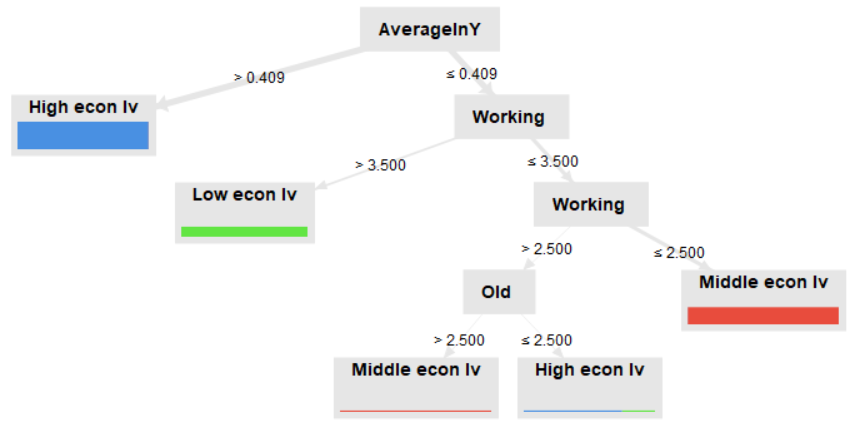 AverageInY
> 0.409
≤ 0.409
High econ lv
Working
> 3.500
≤ 3.500
Low econ lv
Working
> 2.500
≤ 2.500
Old
Middle econ lv
> 2.500
≤ 2.500
Middle econ lv
High econ lv